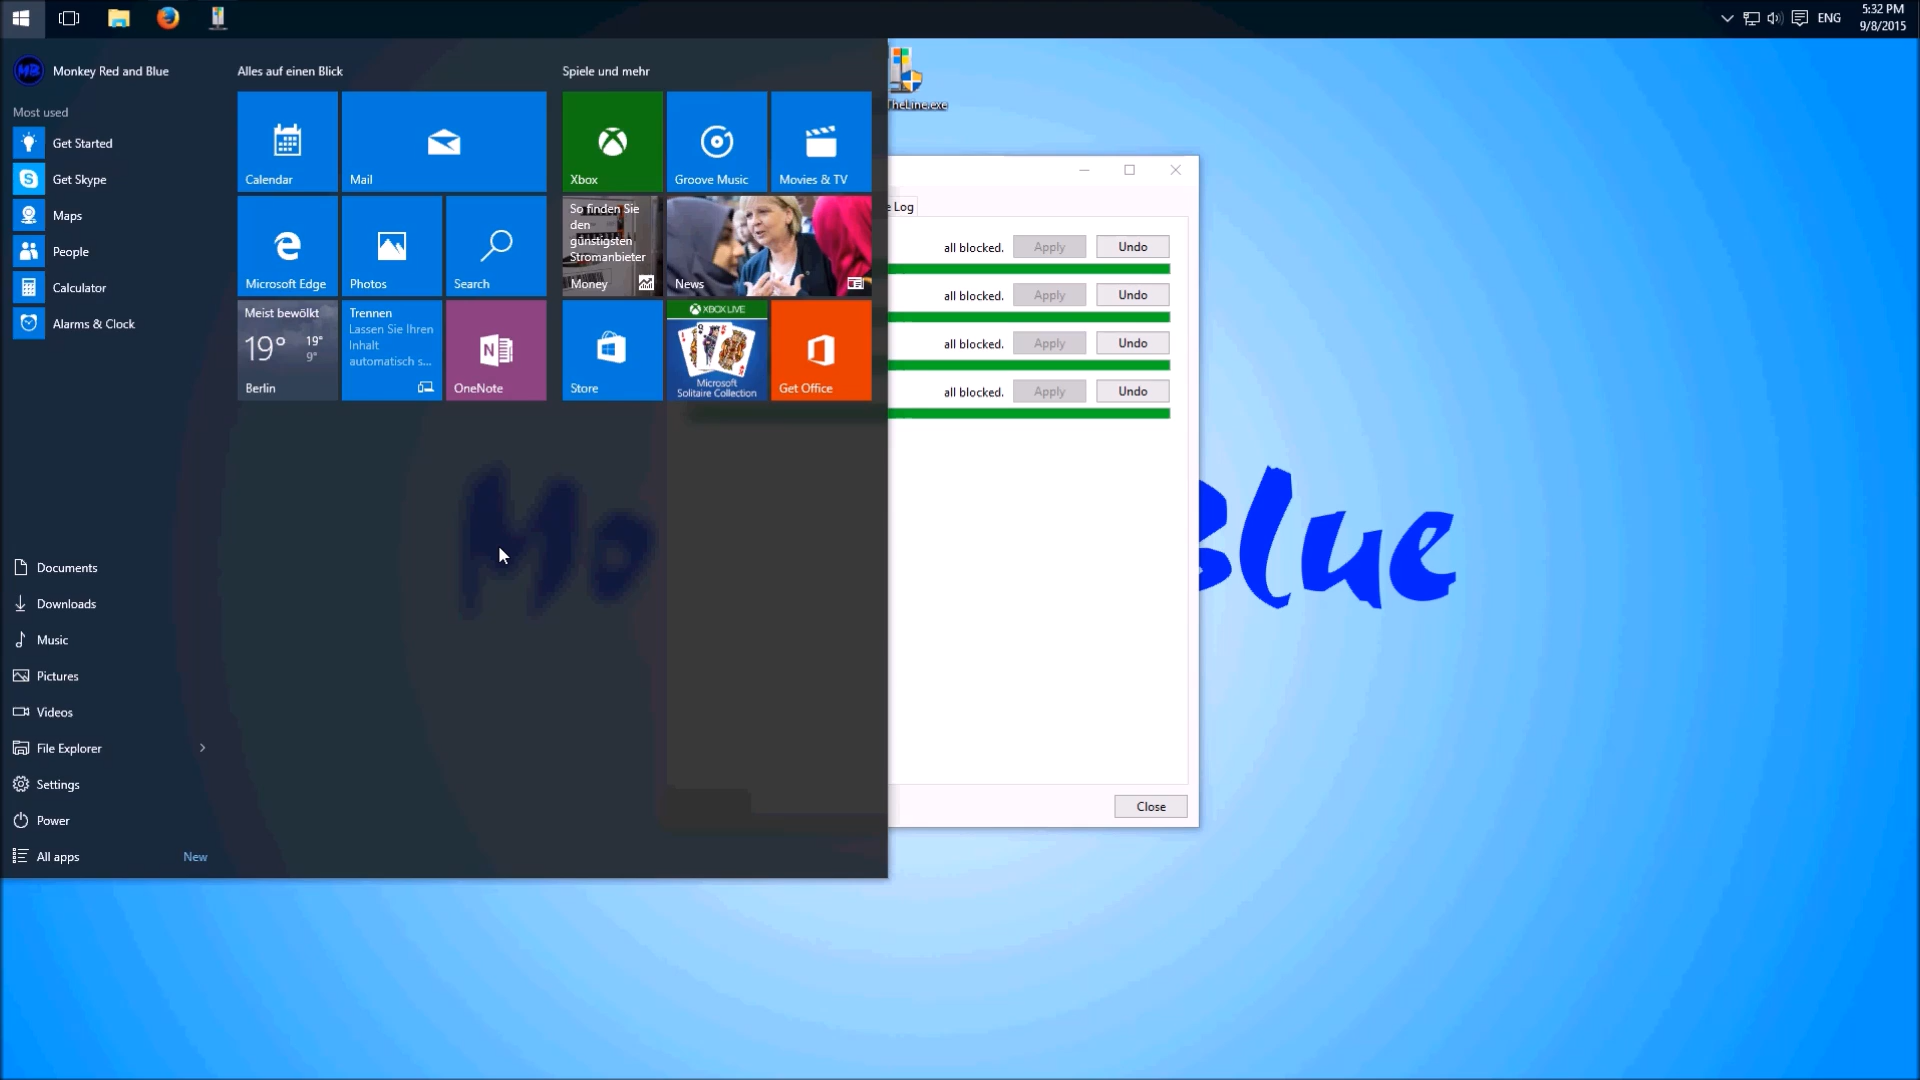 5:32 PM
ENG
9/8/2015
Monkey Red and Blue
Alles auf einen Blick
Spiele und mehr
TheLine.exe
Most used
Get Started
Get Skype
Maps
People
Calculator
Alarms & Clock
Calendar
Mail
Xbox
Groove Music
Movies & TV
Microsoft Edge
Photos
Search
So finden Sie
den
günstigsten
Stromanbieter
Money
News
Meist bewölkt
19°
19°
9°
Berlin
Trennen
Lassen Sie Ihren
Inhalt
automatisch s...
OneNote
Store
XBOX LIVE
Microsoft
Solitaire Collection
Get Office
e Log
all blocked. Apply Undo
all blocked. Apply Undo
all blocked. Apply Undo
all blocked. Apply Undo
Mo
Blue
Documents
Downloads
Music
Pictures
Videos
File Explorer
Settings
Power
All apps New
Close